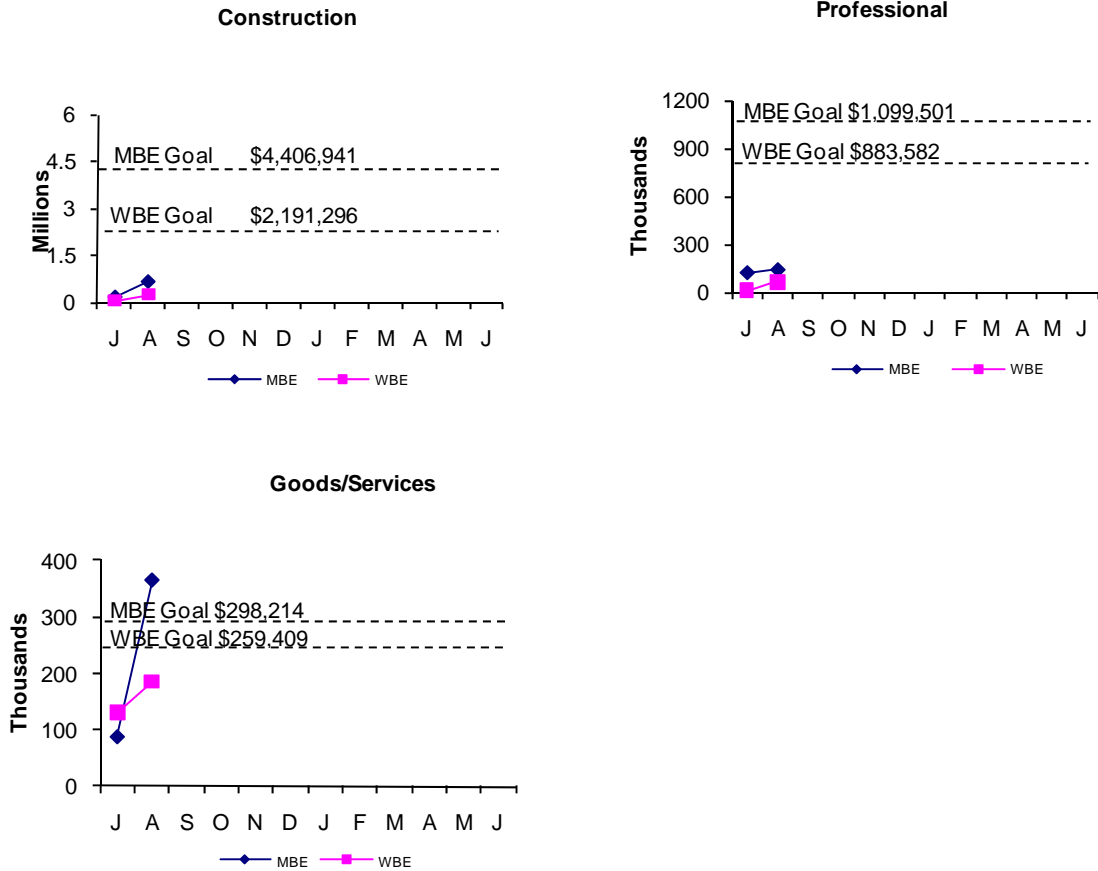 Construction
Millions
6
4.5
3
1.5
0
MBE Goal $4,406,941
WBE Goal $2,191,296
J A S O N D J F M A M J
MBE WBE
Professional
Thousands
1200
900
600
300
0
MBE Goal $1,099,501
WBE Goal $883,582
J A S O N D J F M A M J
MBE WBE
Goods/Services
Thousands
400
300
200
100
0
MBE Goal $298,214
WBE Goal $259,409
J A S O N D J F M A M J
MBE WBE